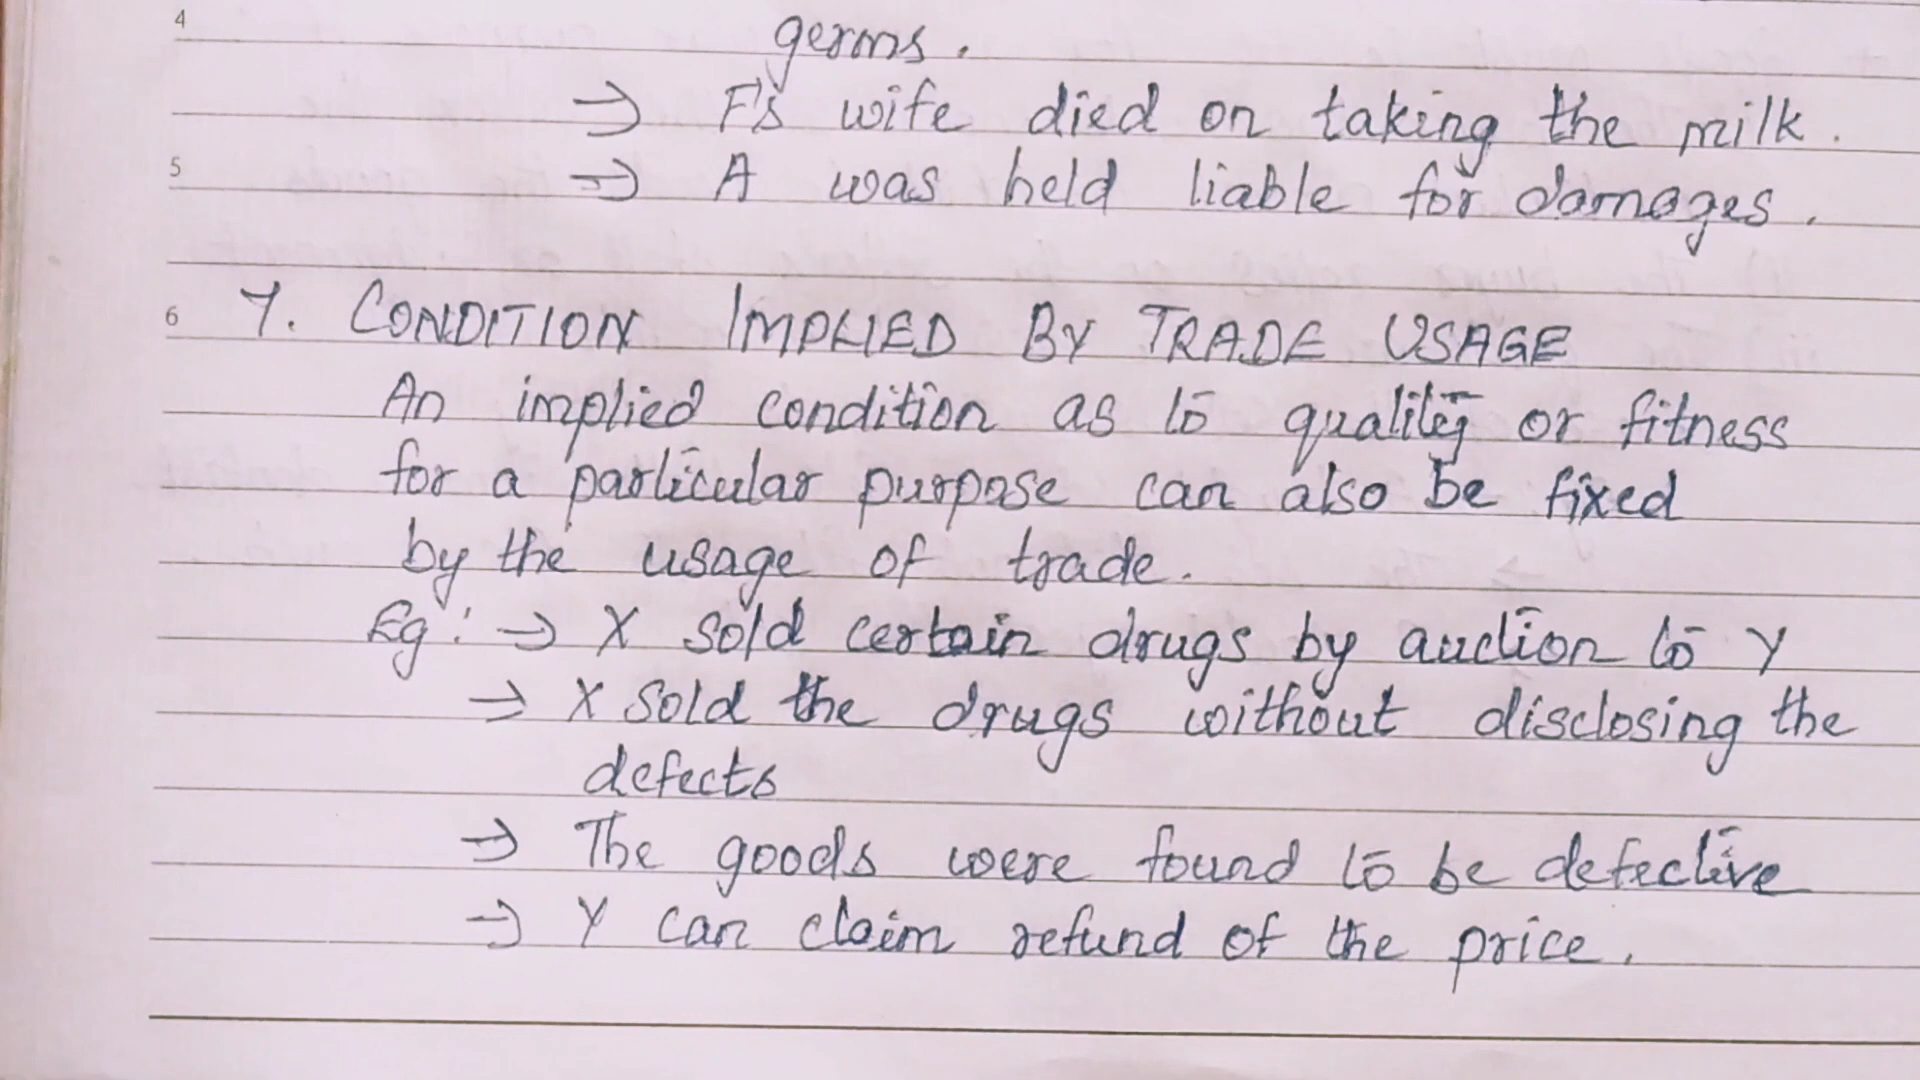 4
germs.
⇒ F's wife died on taking the milk.
5
⇒ A was held liable for damages.
6
7. CONDITION IMPLIED BY TRADE USAGE
An implied condition as to quality or fitness
for a particular purpose can also be fixed
by the usage of trade.
Eg: → X sold certain drugs by auction to Y
→ X sold the drugs without disclosing the
defects
→ The goods were found to be defective
→ Y can claim refund of the price.